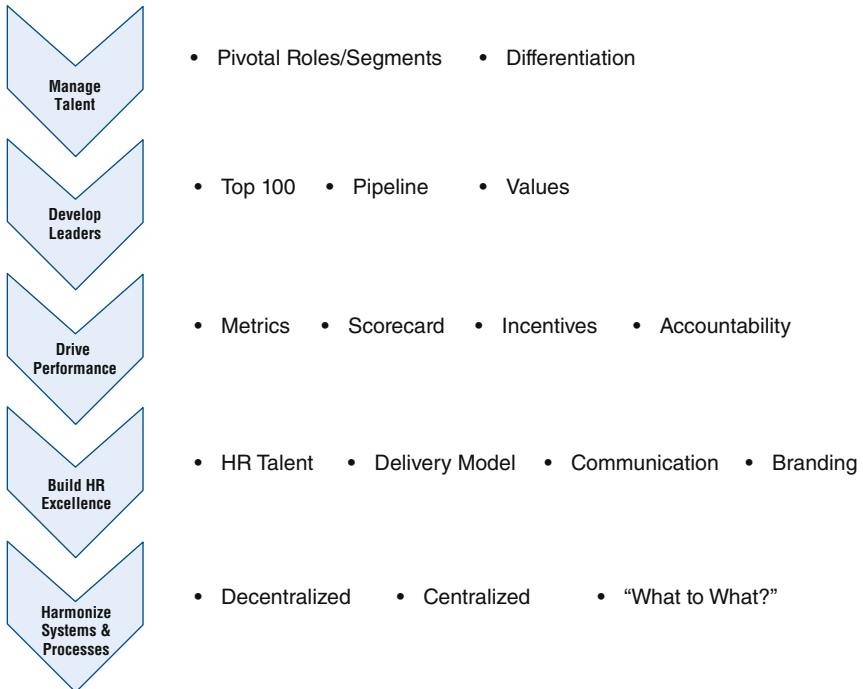 Manage
Talent
• Pivotal Roles/Segments • Differentiation
Develop
Leaders
• Top 100 • Pipeline • Values
Drive
Performance
• Metrics • Scorecard • Incentives • Accountability
Build HR
Excellence
• HR Talent • Delivery Model • Communication • Branding
Harmonize
Systems &
Processes
• Decentralized • Centralized • “What to What?”